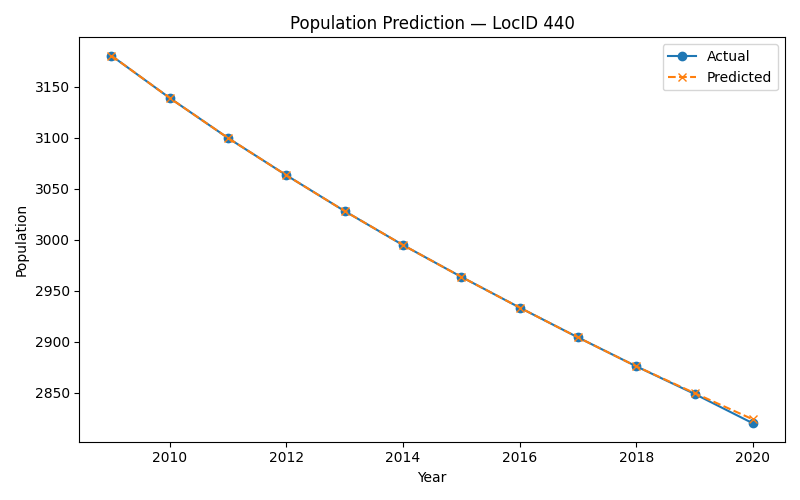 Population Prediction — LocID 440
Actual
Predicted
Population
3150
3100
3050
3000
2950
2900
2850
2010 2012 2014 2016 2018 2020
Year